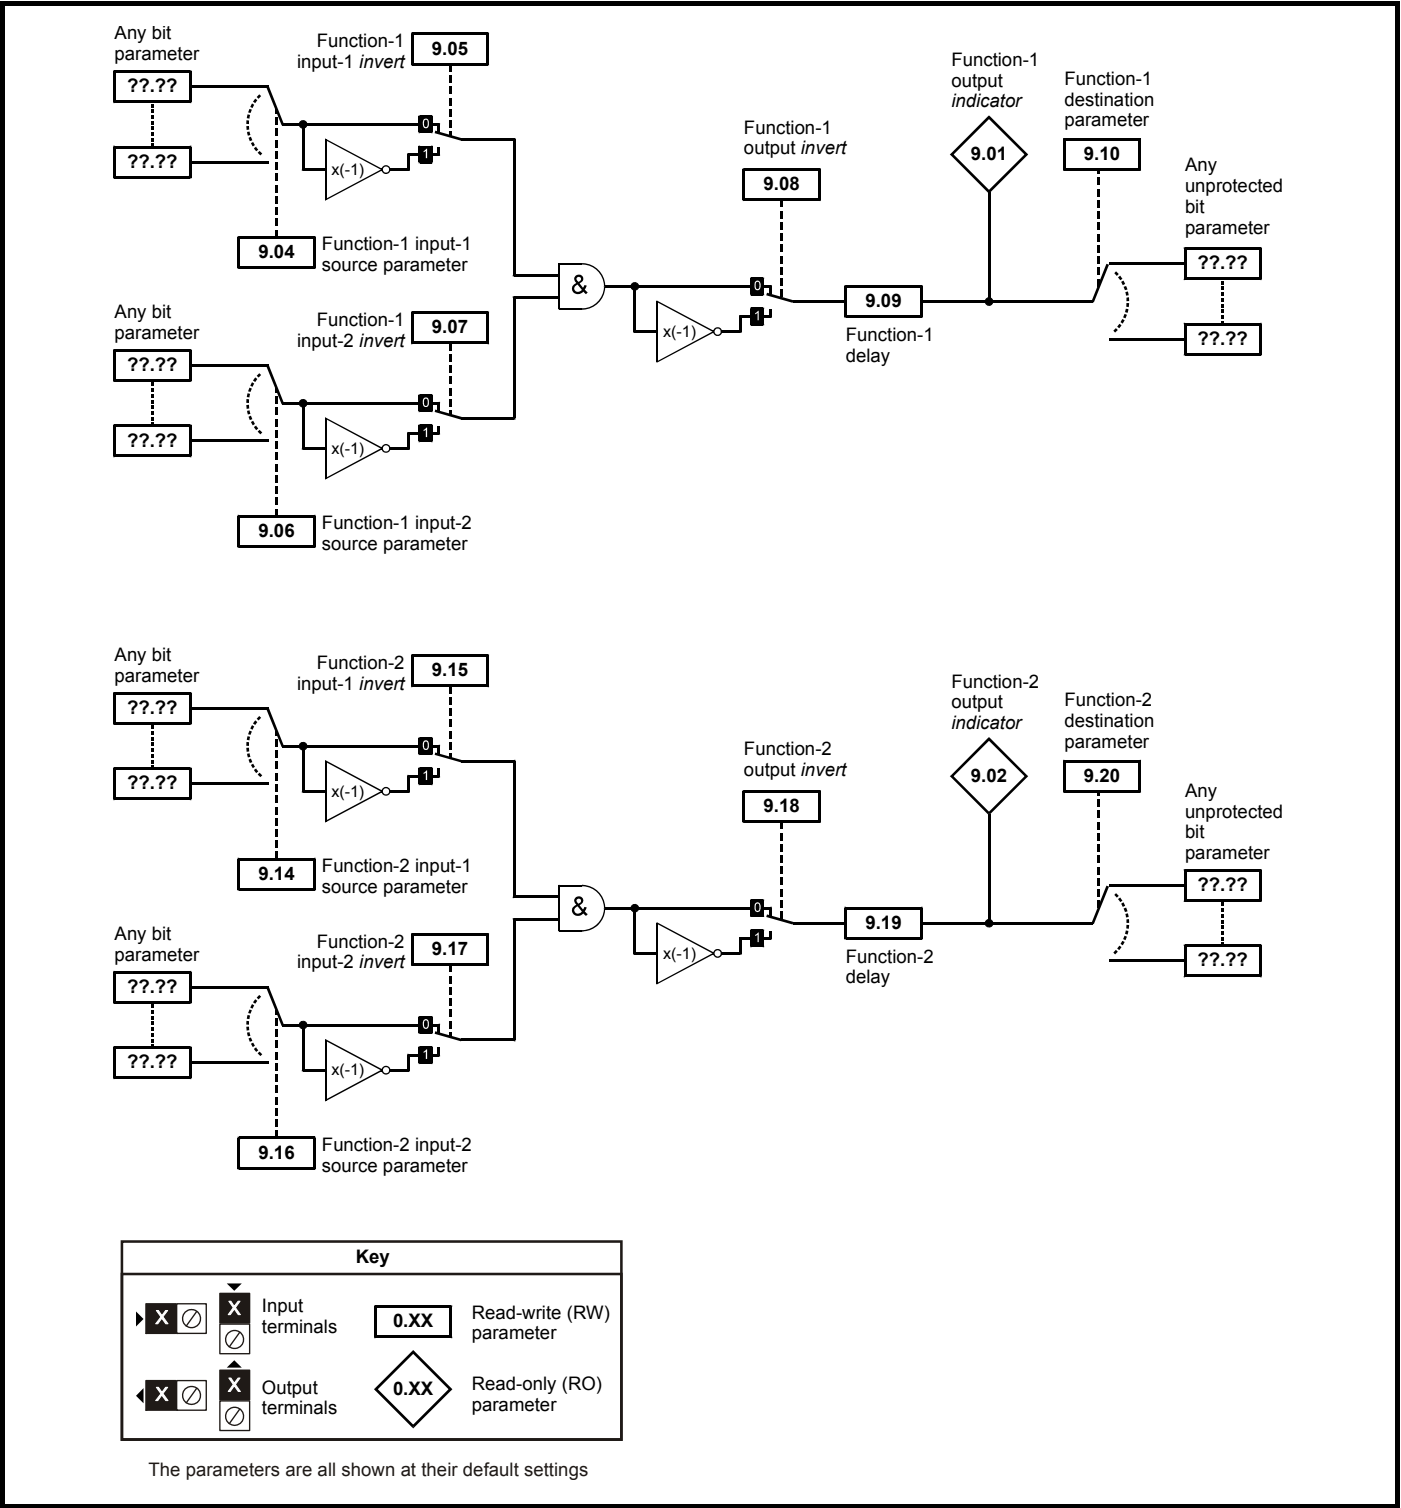 Any bit
parameter
??.??
??.??
Function-1
input-1 invert
9.05
0
1
x(-1)
9.04
Function-1 input-1
source parameter
Any bit
parameter
??.??
??.??
Function-1
input-2 invert
9.07
0
1
x(-1)
9.06
Function-1 input-2
source parameter
&
Function-1
output invert
9.08
0
1
x(-1)
9.09
Function-1
delay
Function-1
output
indicator
9.01
Function-1
destination
parameter
9.10
Any
unprotected
bit
parameter
??.??
??.??
Any bit
parameter
??.??
??.??
Function-2
input-1 invert
9.15
0
1
x(-1)
9.14
Function-2 input-1
source parameter
Any bit
parameter
??.??
??.??
Function-2
input-2 invert
9.17
0
1
x(-1)
9.16
Function-2 input-2
source parameter
&
Function-2
output invert
9.18
0
1
x(-1)
9.19
Function-2
delay
Function-2
output
indicator
9.02
Function-2
destination
parameter
9.20
Any
unprotected
bit
parameter
??.??
??.??
Key
X
X
Input
terminals
0.XX
Read-write (RW)
parameter
X
X
Output
terminals
0.XX
Read-only (RO)
parameter
The parameters are all shown at their default settings